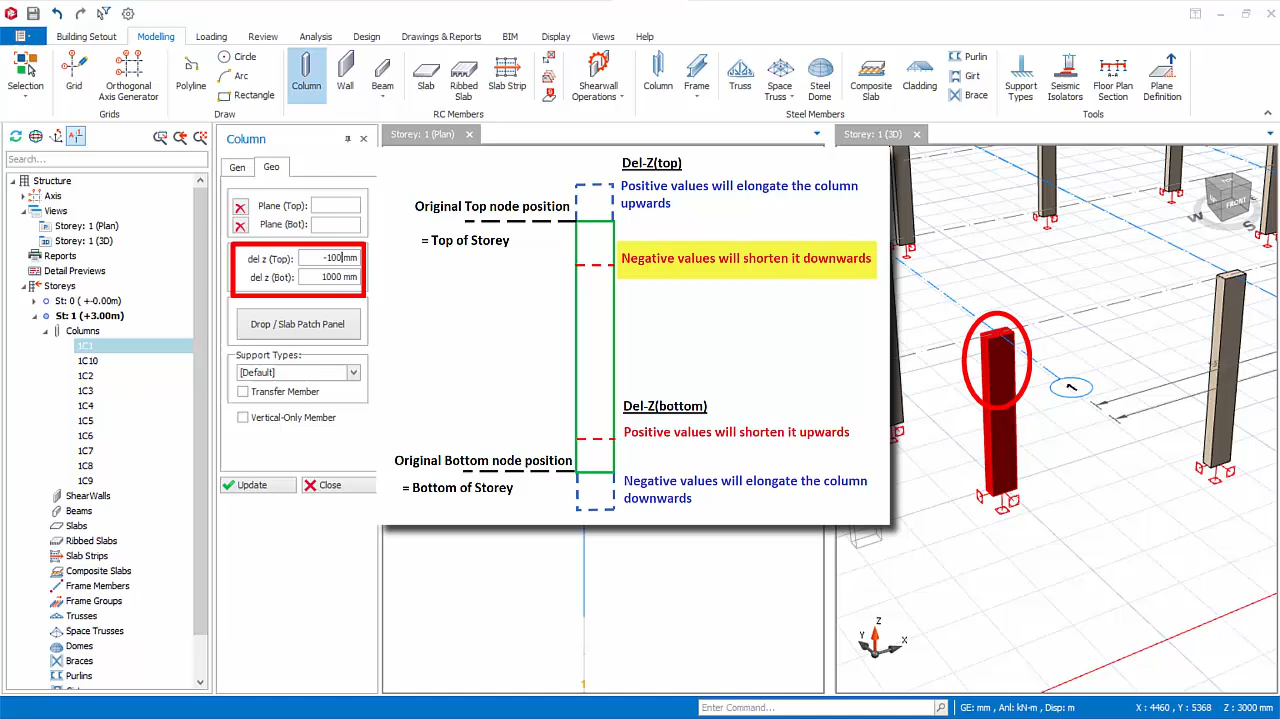 Building Setout
Modelling
Loading
Review
Analysis
Design
Drawings & Reports
BIM
Display
Views
Help
Selection
Grid
Orthogonal
Axis Generator
Grids
Polyline
Circle
Arc
Rectangle
Draw
Column
Wall
Beam
Slab
Ribbed
Slab
Slab Strip
Shearwall
Operations
RC Members
Column
Frame
Truss
Space
Truss
Steel
Dome
Composite
Slab
Cladding
Purlin
Girt
Brace
Steel Members
Support
Types
Seismic
Isolators
Floor Plan
Section
Plane
Definition
Tools
Search...
Structure
Axis
Views
Storey: 1 (Plan)
Storey: 1 (3D)
Reports
Detail Previews
Storeys
St: 0 ( +-0.00m)
St: 1 (+3.00m)
Columns
1C1
1C10
1C2
1C3
1C4
1C5
1C6
1C7
1C8
1C9
ShearWalls
Beams
Slabs
Ribbed Slabs
Slab Strips
Composite Slabs
Frame Members
Frame Groups
Trusses
Space Trusses
Domes
Braces
Purlins
Column
Gen
Geo
Plane (Top):
Plane (Bot):
del z (Top): -100 mm
del z (Bot): 1000 mm
Drop / Slab Patch Panel
Support Types:
[Default]
Transfer Member
Vertical-Only Member
Update
Close
Storey: 1 (Plan)
Del-Z(top)
Positive values will elongate the column
upwards
Original Top node position
= Top of Storey
Negative values will shorten it downwards
Del-Z(bottom)
Positive values will shorten it upwards
Original Bottom node position
= Bottom of Storey
Negative values will elongate the column
downwards
1
Storey: 1 (3D)
TOP
FRONT
W
S
1
Z
Y
X
Enter Command...
GE: mm , Anl: kN-m , Disp: m
X : 4460 , Y : 5368
Z : 3000 mm